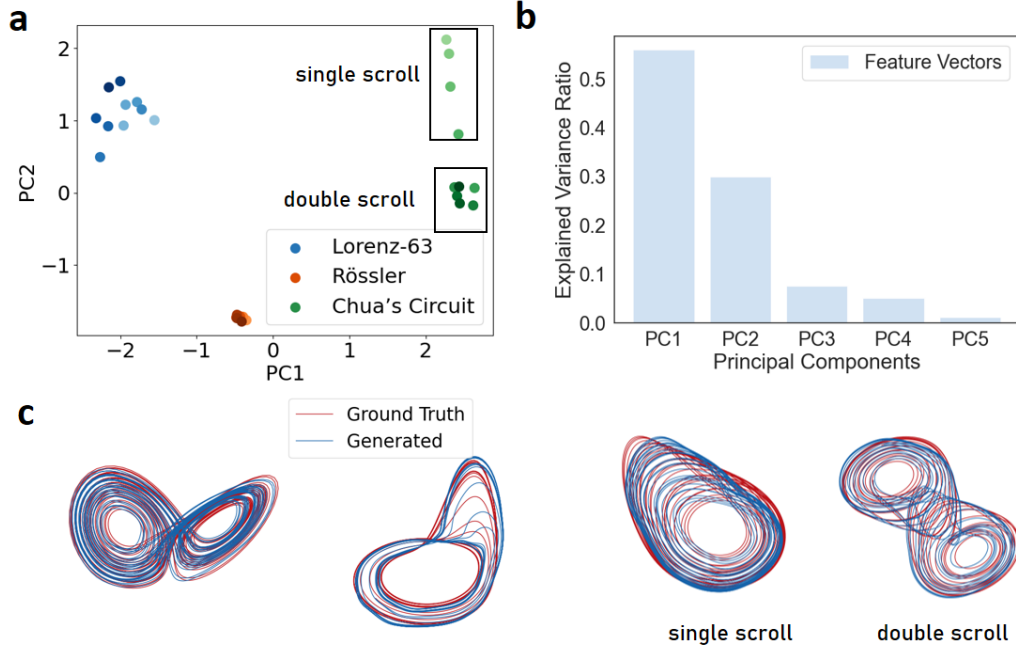 a
2
1
0
−1
PC2
single scroll
double scroll
Lorenz-63
Rössler
Chua’s Circuit
−2
−1
0
1
2
PC1
b
0.5
0.4
0.3
0.2
0.1
0.0
Explained Variance Ratio
Feature Vectors
PC1 PC2 PC3 PC4 PC5
Principal Components
c
Ground Truth
Generated
single scroll
double scroll